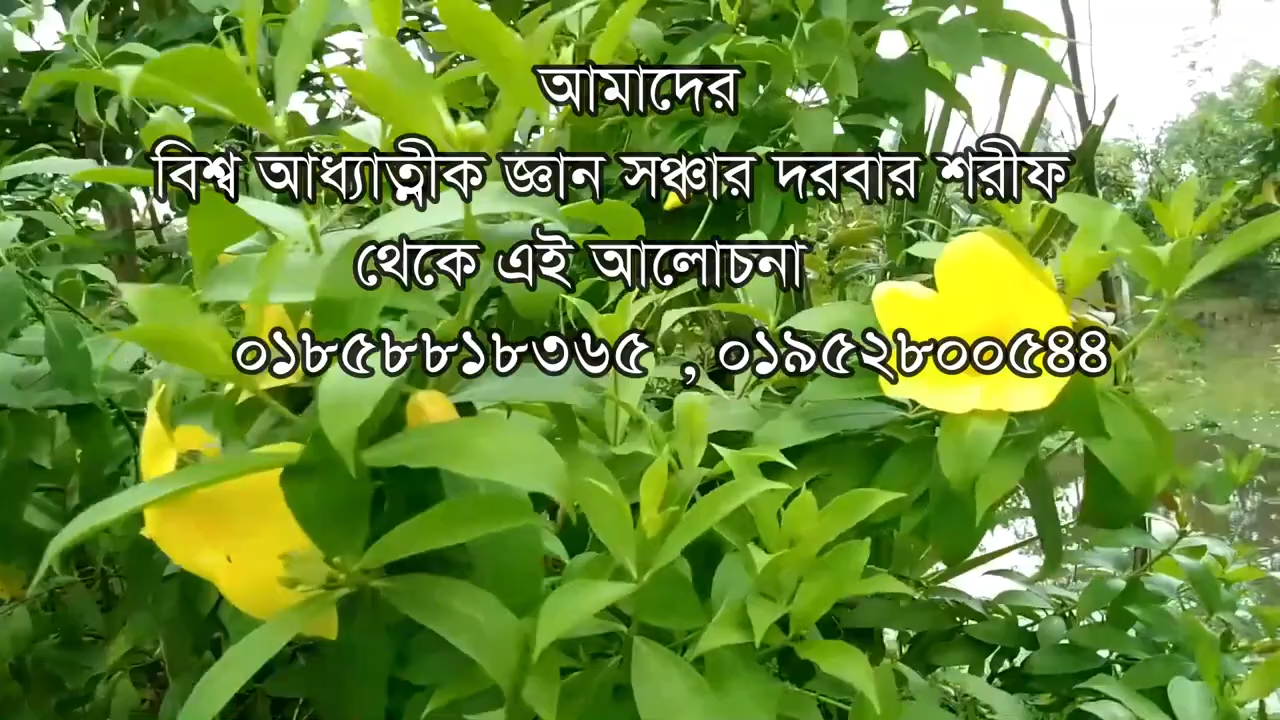 আমাদের
বিশ্ব আধ্যাত্নীক জ্ঞান সঞ্চার দরবার শরীফ
থেকে এই আলোচনা
০১৮৫৮৮১৮৩৬৫ , ০১৯৫২৮০০৫৪৪